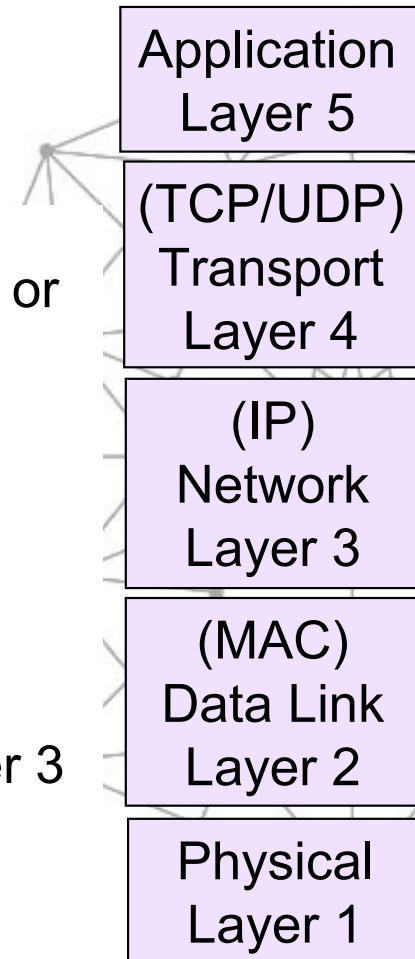 Application
Layer 5
(TCP/UDP)
Transport
Layer 4
or
(IP)
Network
Layer 3
(MAC)
Data Link
Layer 2
er 3
Physical
Layer 1